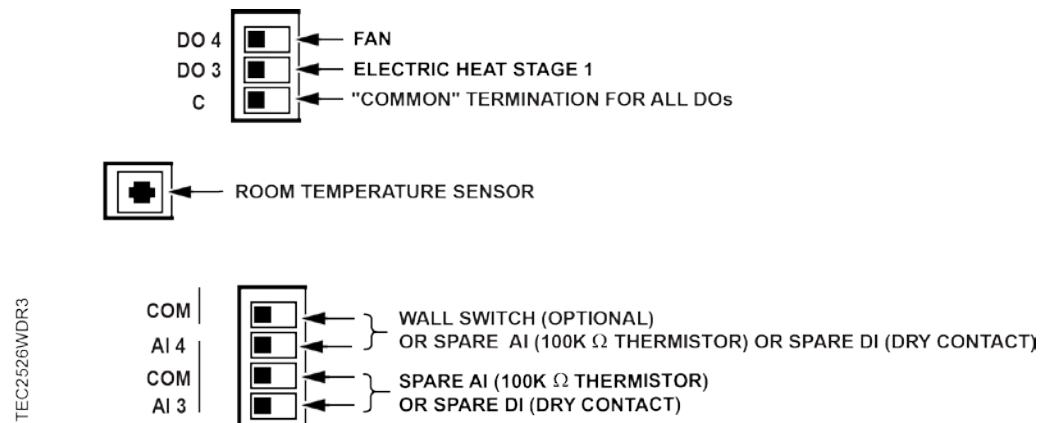 DO 4 FAN
DO 3 ELECTRIC HEAT STAGE 1
C "COMMON" TERMINATION FOR ALL DOs
ROOM TEMPERATURE SENSOR
COM WALL SWITCH (OPTIONAL)
AI 4 OR SPARE AI (100K Ω THERMISTOR) OR SPARE DI (DRY CONTACT)
COM SPARE AI (100K Ω THERMISTOR)
AI 3 OR SPARE DI (DRY CONTACT)
TEC2526WDR3